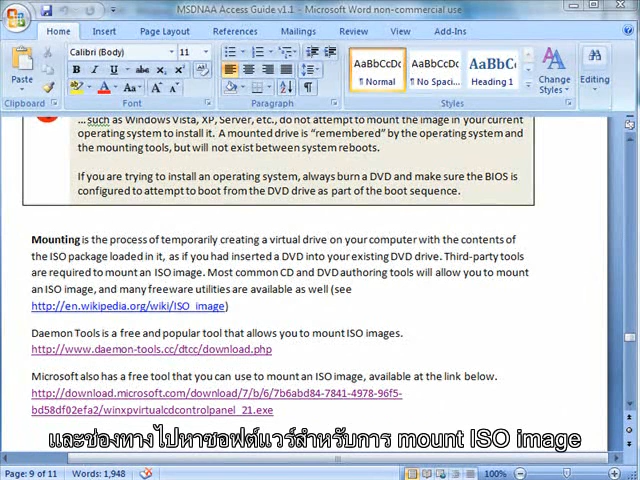 MSDNAA Access Guide v1.1 - Microsoft Word non-commercial use
Home Insert Page Layout References Mailings Review View Add-Ins
Calibri (Body) 11
Paste
B I U abe x₂ x² Aa
A A A
AaBbCcDc AaBbCcDc AaBbC
¶ Normal ¶ No Spaci... Heading 1
Change Styles
Editing
Clipboard Font Paragraph Styles
...such as Windows Vista, XP, Server, etc., do not attempt to mount the image in your current
operating system to install it. A mounted drive is "remembered" by the operating system and
the mounting tools, but will not exist between system reboots.
If you are trying to install an operating system, always burn a DVD and make sure the BIOS is
configured to attempt to boot from the DVD drive as part of the boot sequence.
Mounting is the process of temporarily creating a virtual drive on your computer with the contents of
the ISO package loaded in it, as if you had inserted a DVD into your existing DVD drive. Third-party tools
are required to mount an ISO image. Most common CD and DVD authoring tools will allow you to mount
an ISO image, and many freeware utilities are available as well (see
http://en.wikipedia.org/wiki/ISO_image)
Daemon Tools is a free and popular tool that allows you to mount ISO images.
http://www.daemon-tools.cc/dtcc/download.php
Microsoft also has a free tool that you can use to mount an ISO image, available at the link below.
http://download.microsoft.com/download/7/b/6/7b6abd84-7841-4978-96f5-
bd58df02efa2/winxpvirtualcdcontrolpanel_21.exe
และช่องทางไปหาซอฟต์แวร์สำหรับการ mount ISO image
Page: 9 of 11 Words: 1,948 100%